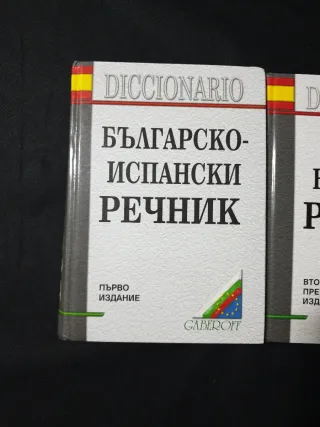 DICCIONARIO
БЪЛГАРСКО-
ИСПАНСКИ
РЕЧНИК
ПЪРВО
ИЗДАНИЕ
GABEROFF